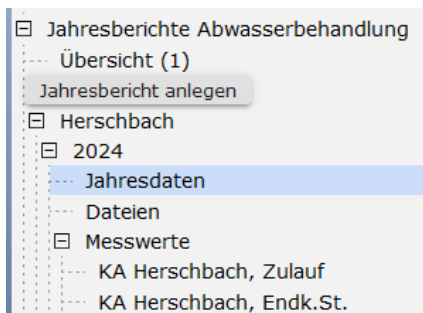 Jahresberichte Abwasserbehandlung
Übersicht (1)
Jahresbericht anlegen
Herschbach
2024
Jahresdaten
Dateien
Messwerte
KA Herschbach, Zulauf
KA Herschbach, Endk.St.